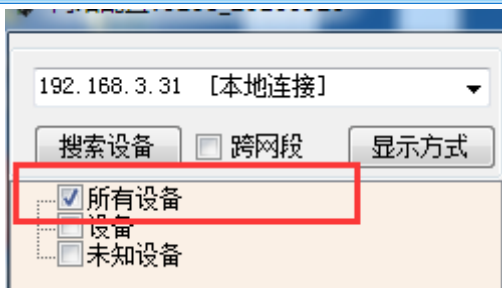 192.168.3.31 [本地连接]
搜索设备 跨网段 显示方式
所有设备
设备
未知设备